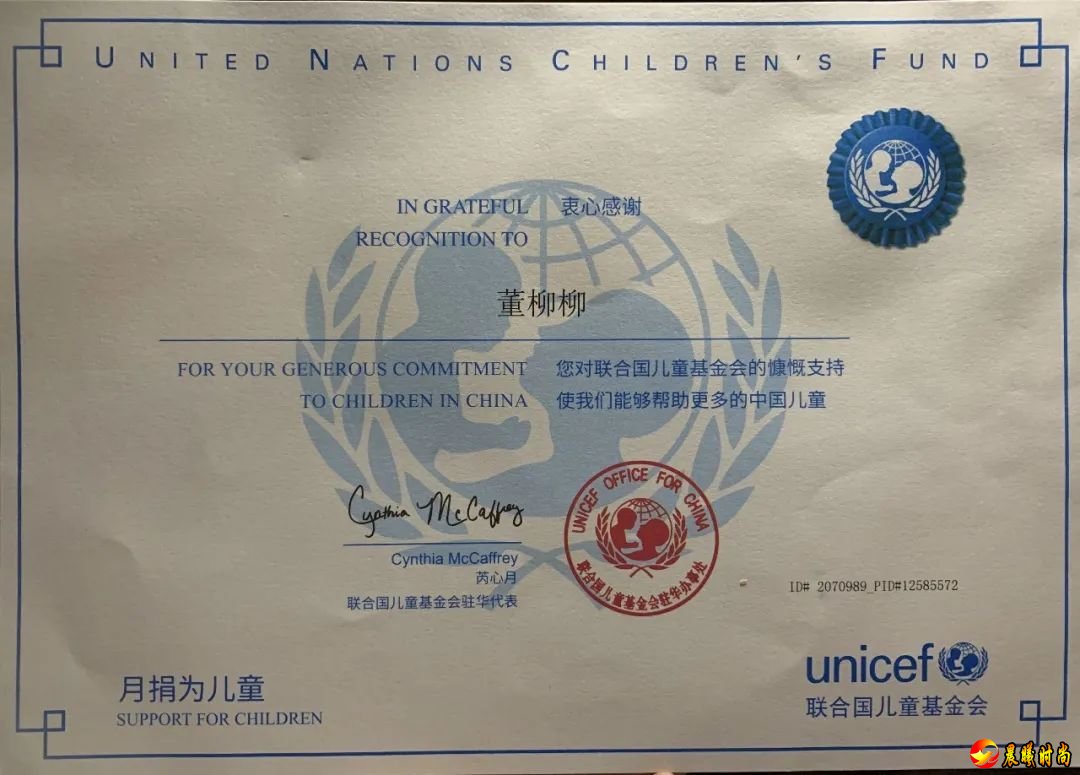 UNITED NATIONS CHILDREN'S FUND
IN GRATEFUL
RECOGNITION TO
衷心感谢
董柳柳
FOR YOUR GENEROUS COMMITMENT
TO CHILDREN IN CHINA
您对联合国儿童基金会的慷慨支持
使我们能够帮助更多的中国儿童
Cynthia McCaffrey
Cynthia McCaffrey
芮心月
联合国儿童基金会驻华代表
UNICEF OFFICE FOR CHINA
联合国儿童基金会驻华办事处
ID# 2070989_PID#12585572
月捐为儿童
SUPPORT FOR CHILDREN
unicef
联合国儿童基金会
晨曦时尚